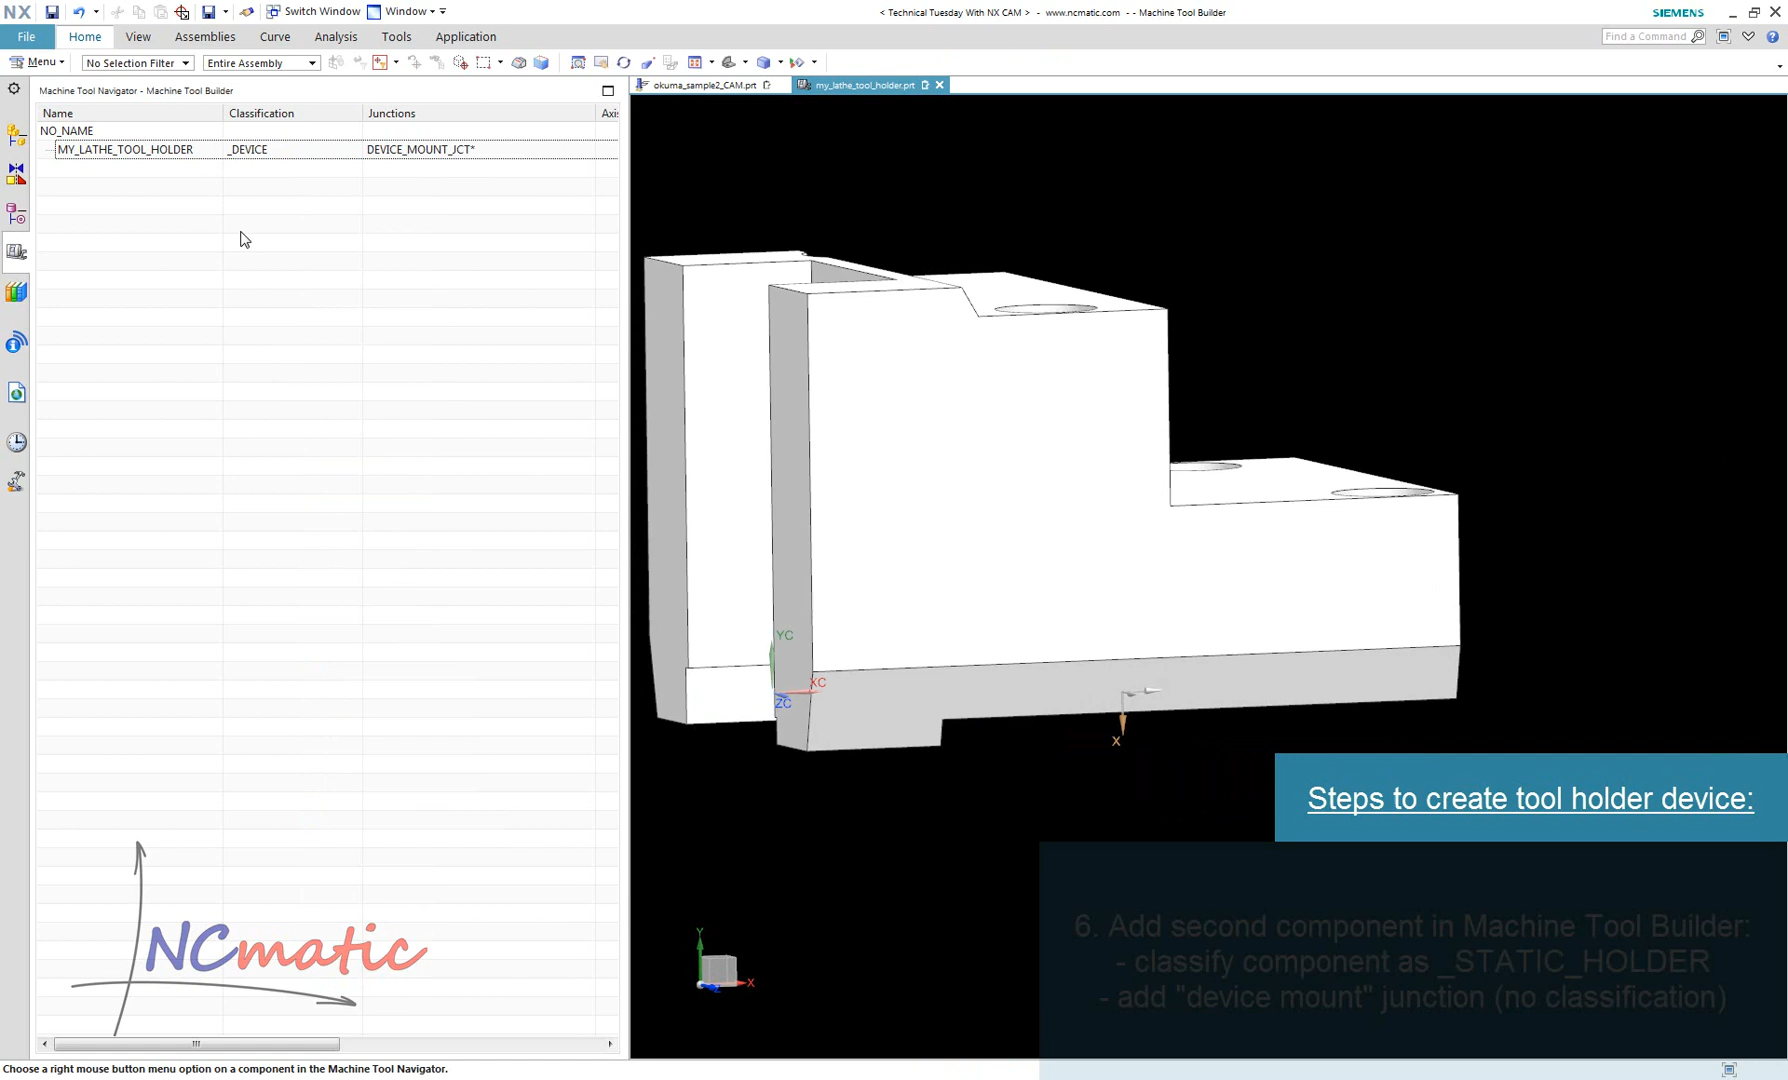 NX Switch Window Window < Technical Tuesday With NX CAM > - www.ncmatic.com - - Machine Tool Builder SIEMENS
File Home View Assemblies Curve Analysis Tools Application Find a Command
Menu No Selection Filter Entire Assembly
Machine Tool Navigator - Machine Tool Builder
okuma_sample2_CAM.prt my_lathe_tool_holder.prt
Name Classification Junctions Axi
NO_NAME
MY_LATHE_TOOL_HOLDER _DEVICE DEVICE_MOUNT_JCT*
YC
XC
ZC
X
Steps to create tool holder device:
6. Add second component in Machine Tool Builder:
- classify component as _STATIC_HOLDER
- add "device mount" junction (no classification)
NCmatic
Y
X
Choose a right mouse button menu option on a component in the Machine Tool Navigator.